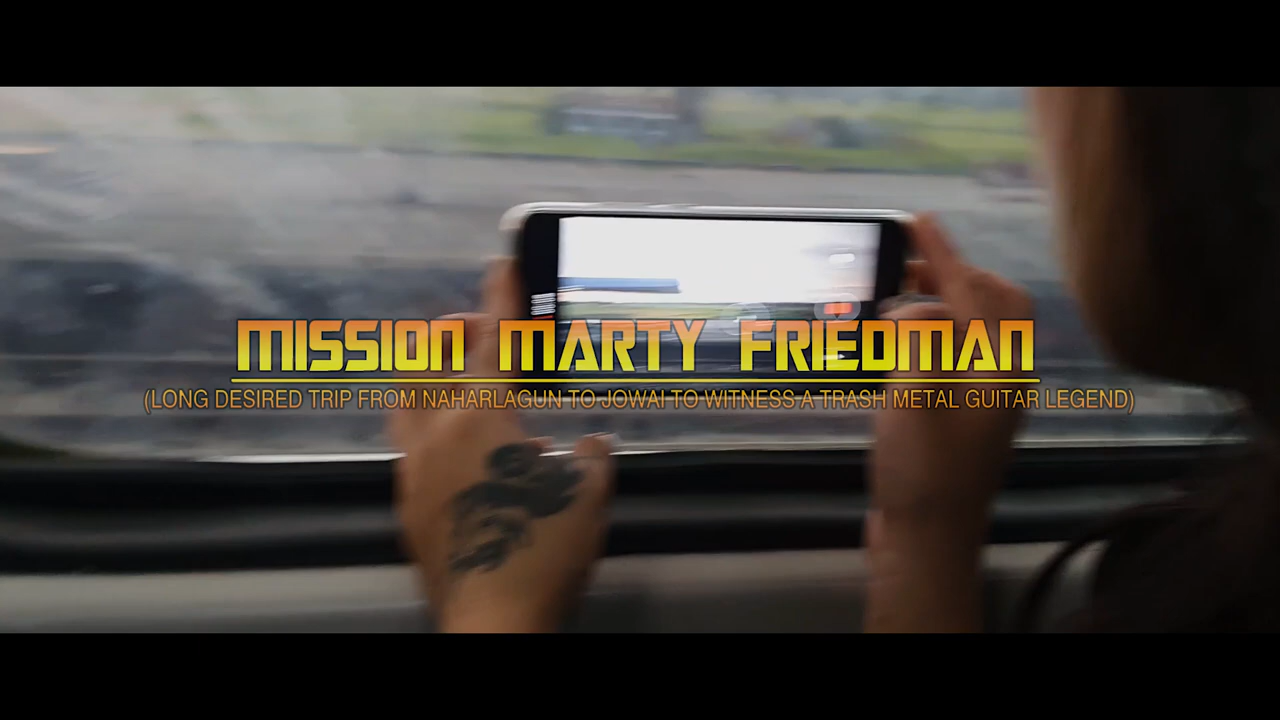 MISSION MARTY FRIEDMAN
(LONG DESIRED TRIP FROM NAHARLAGUN TO JOWAI TO WITNESS A TRASH METAL GUITAR LEGEND)